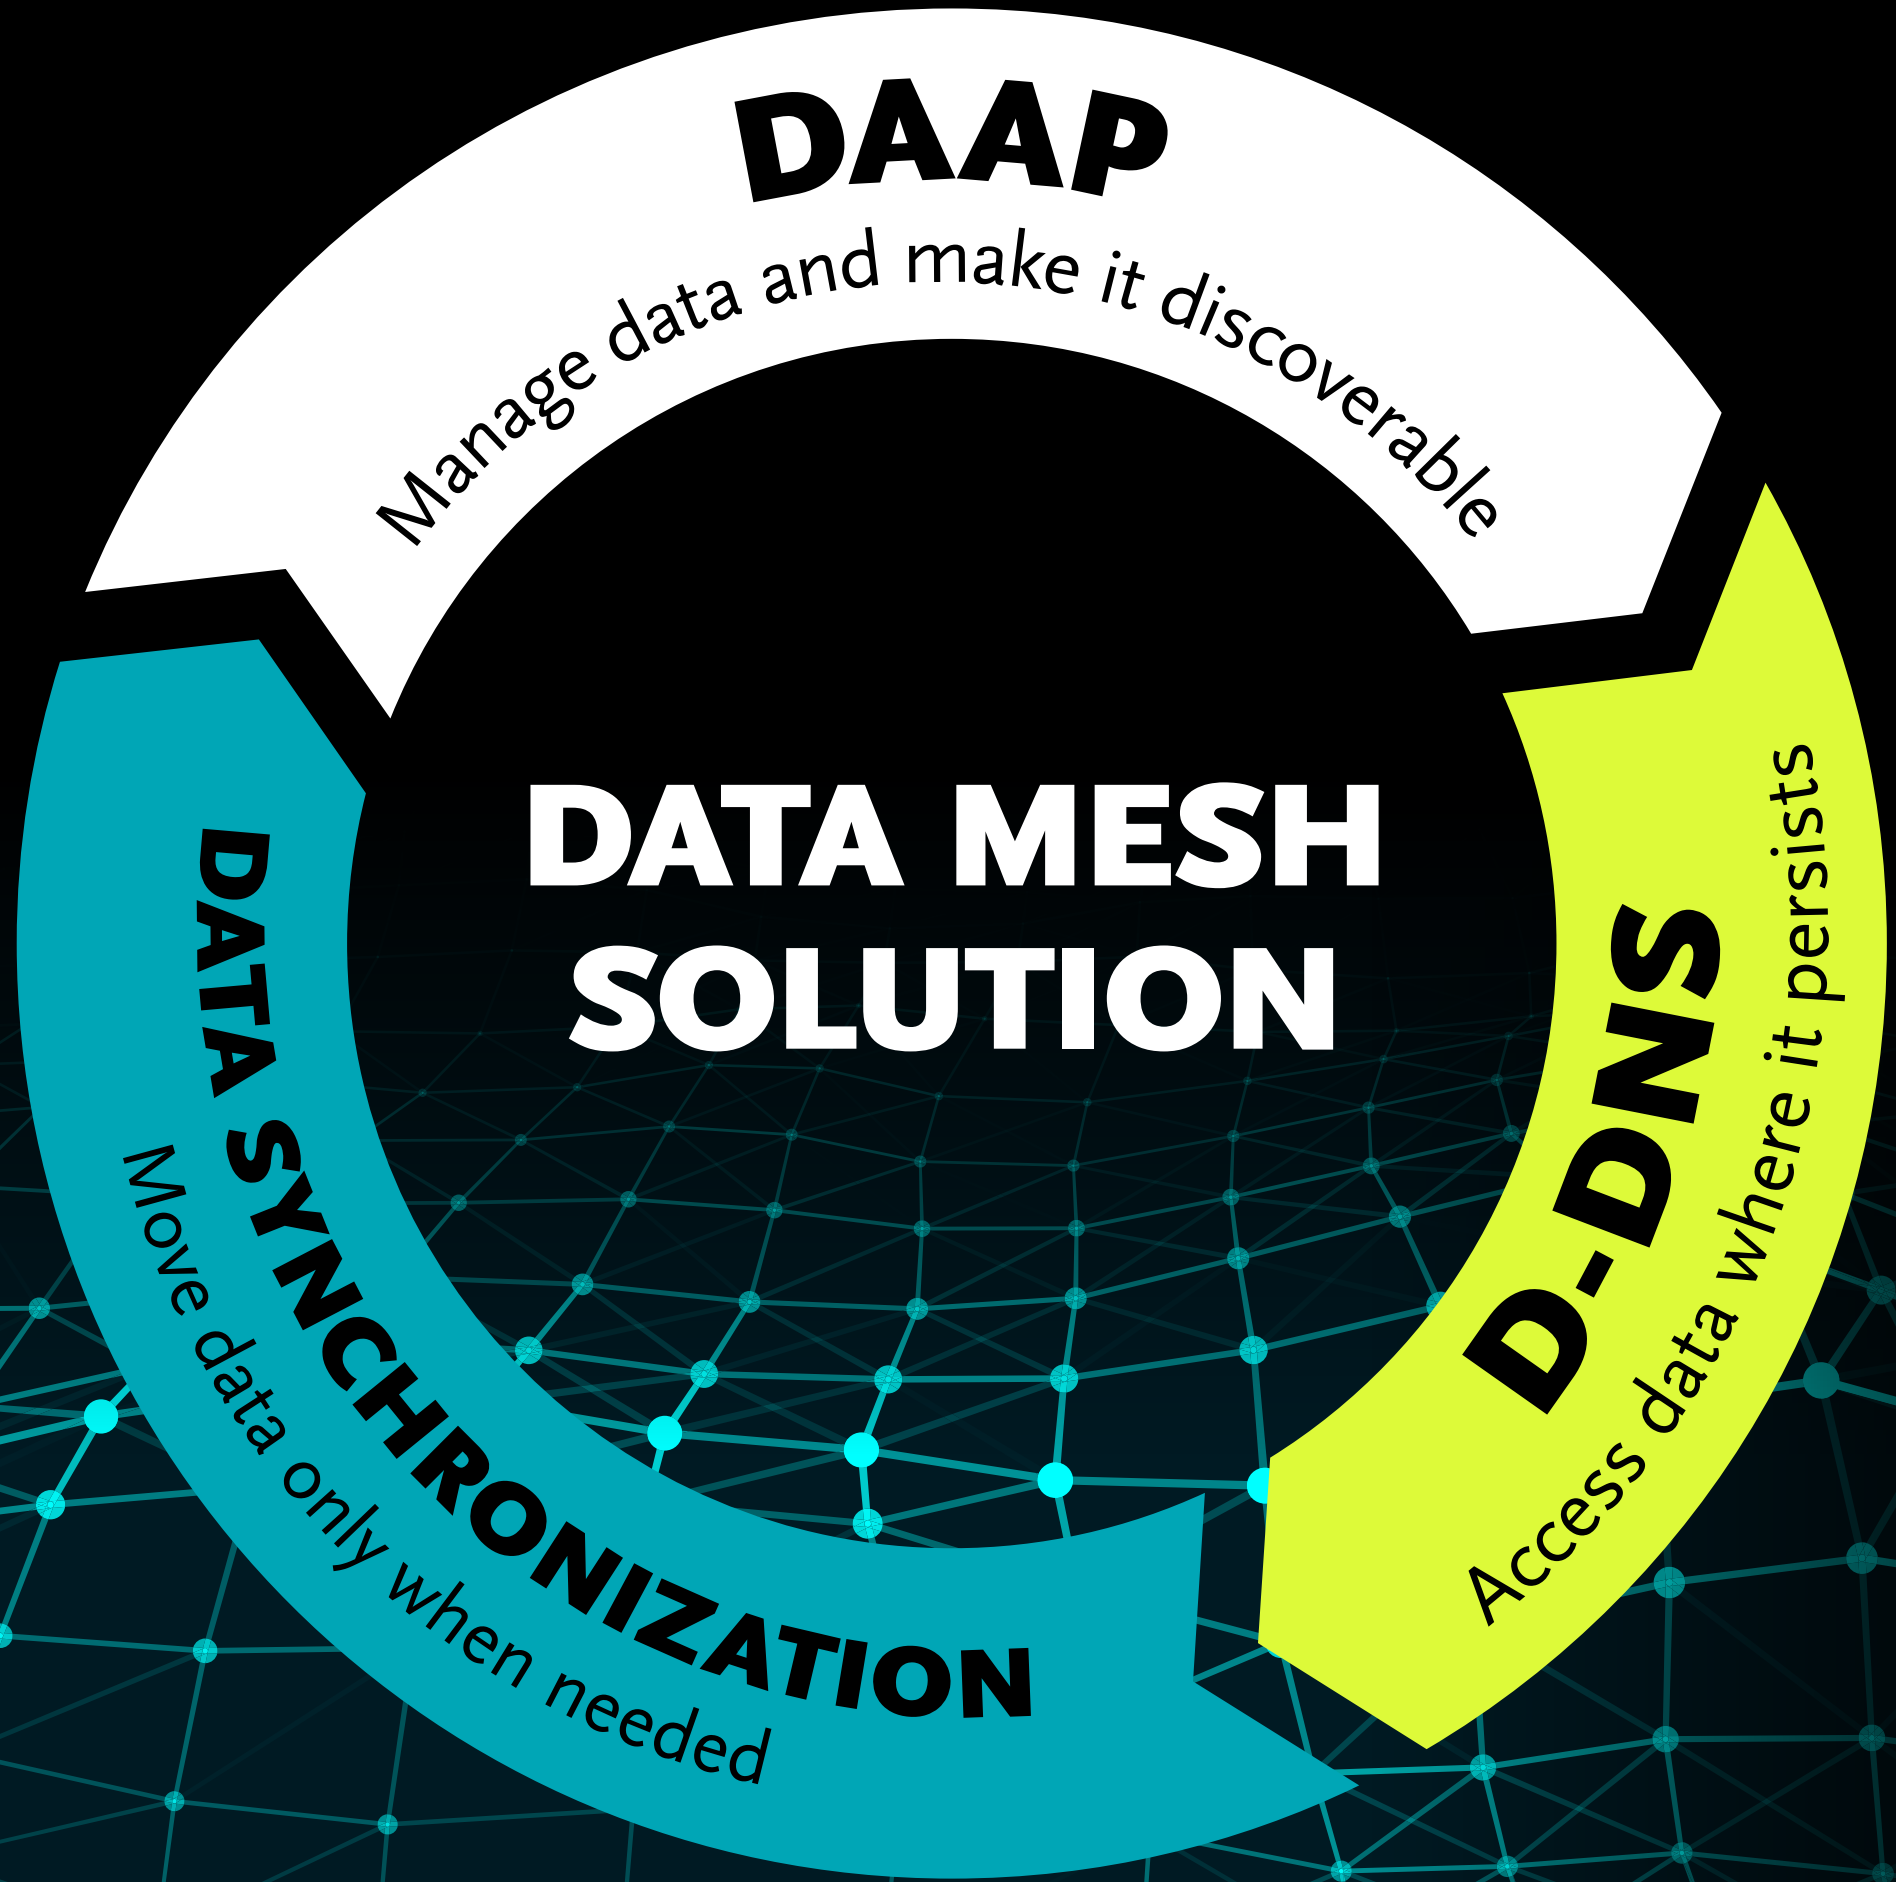 DAAP
Manage data and make it discoverable
DATA MESH
SOLUTION
D-DNS
Access data where it persists
DATA SYNCHRONIZATION
Move data only when needed